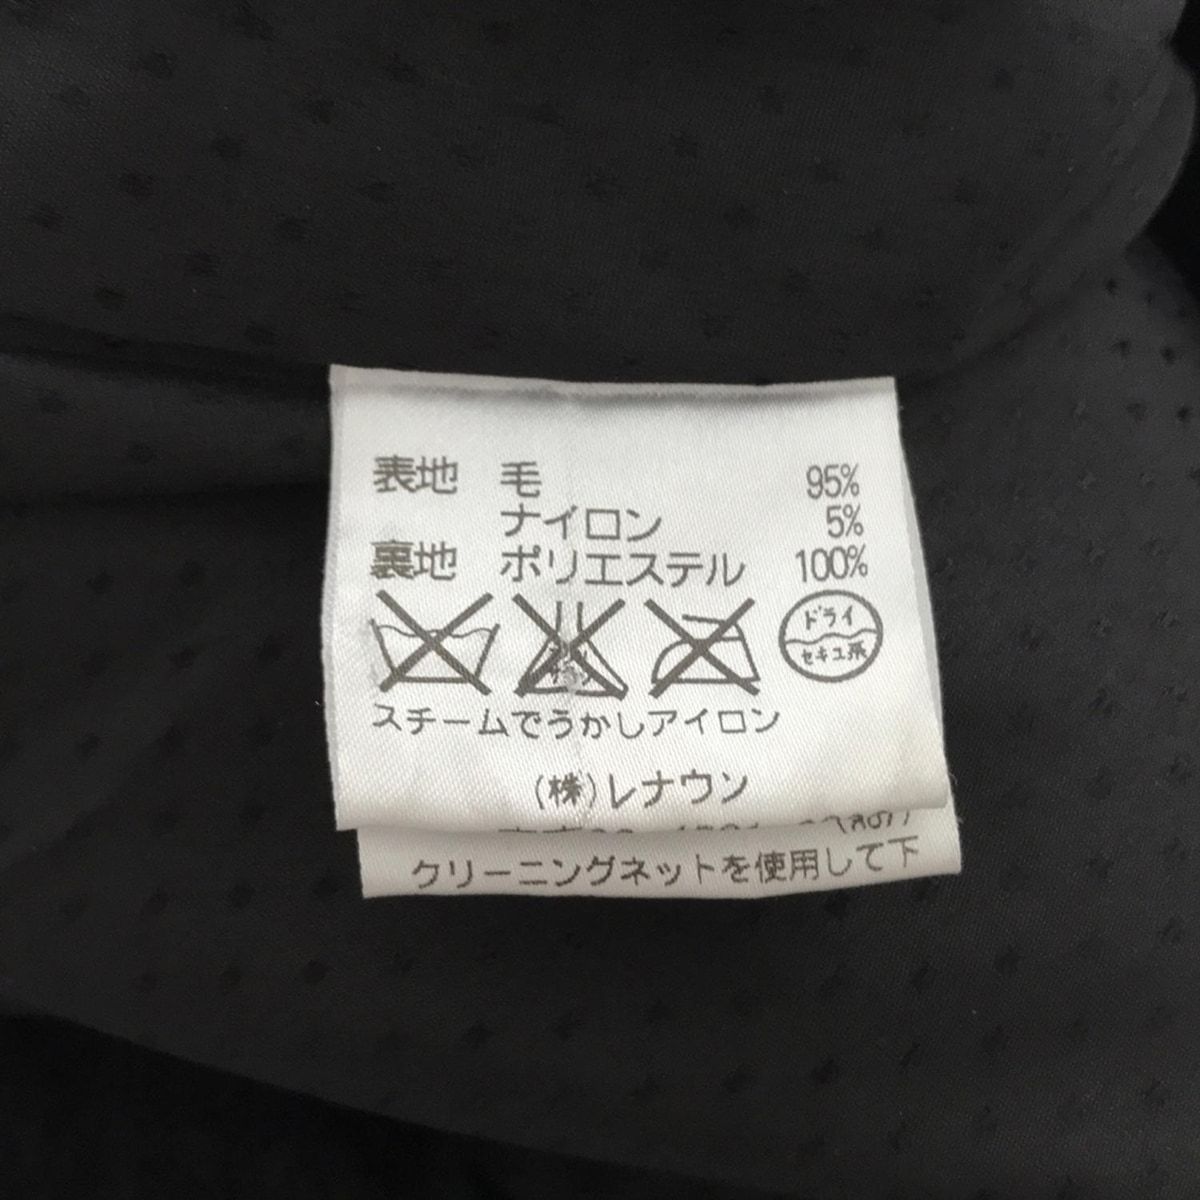 表地 毛 95%
ナイロン 5%
裏地 ポリエステル 100%
ドライ
セキユ系
スチームでうかしアイロン
(株)レナウン
クリーニングネットを使用して下